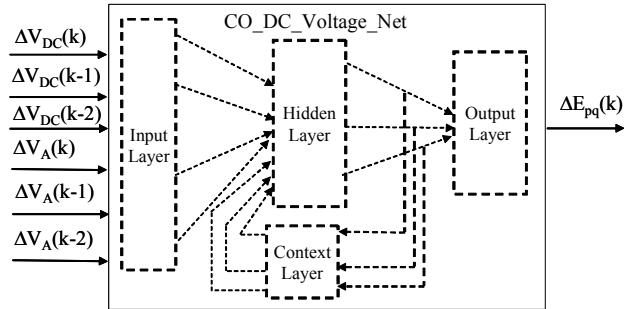 CO_DC_Voltage_Net
ΔV_DC(k)
ΔV_DC(k-1)
ΔV_DC(k-2)
ΔV_A(k)
ΔV_A(k-1)
ΔV_A(k-2)
Input
Layer
Hidden
Layer
Context
Layer
Output
Layer
ΔE_pq(k)